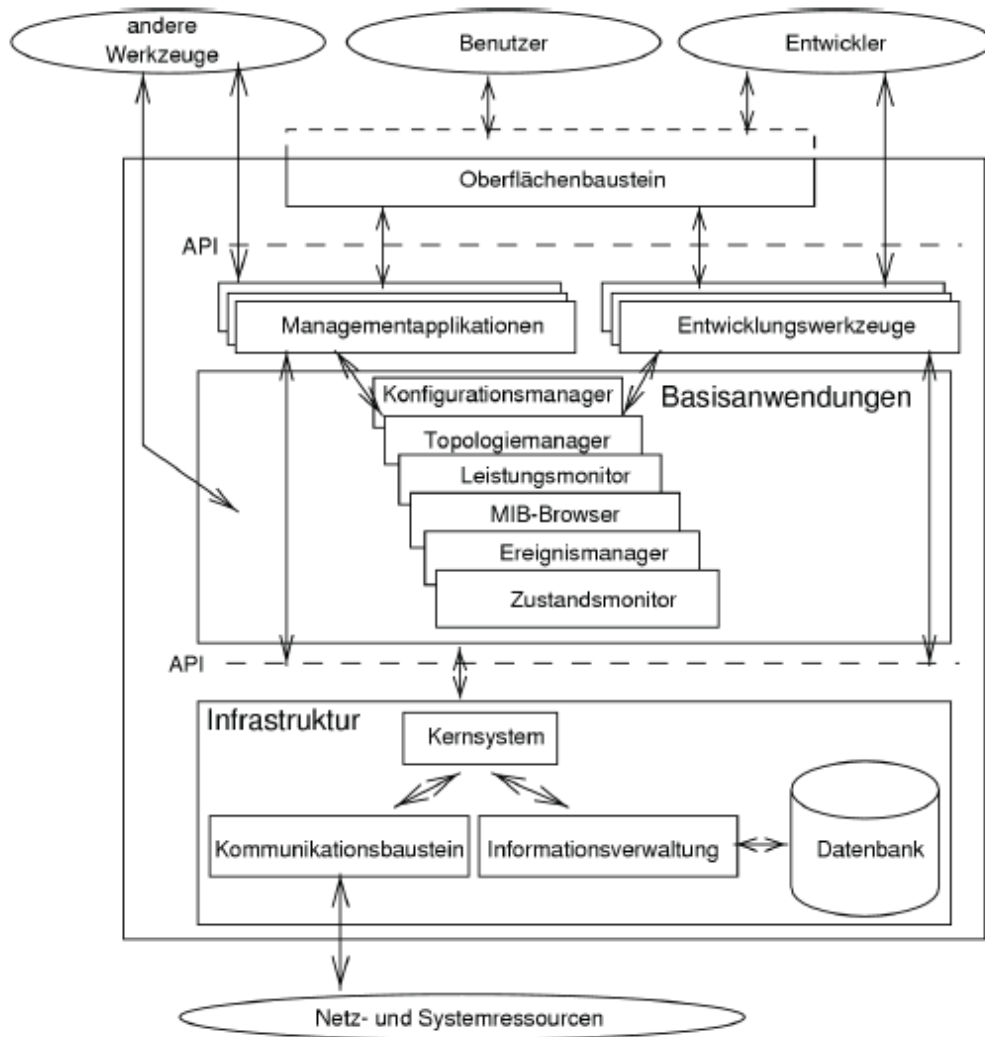 andere
Werkzeuge
Benutzer
Entwickler
Oberflächenbaustein
API
Managementapplikationen
Entwicklungswerkzeuge
Basisanwendungen
Konfigurationsmanager
Topologiemanager
Leistungsmonitor
MIB-Browser
Ereignismanager
Zustandsmonitor
API
Infrastruktur
Kernsystem
Kommunikationsbaustein
Informationsverwaltung
Datenbank
Netz- und Systemressourcen